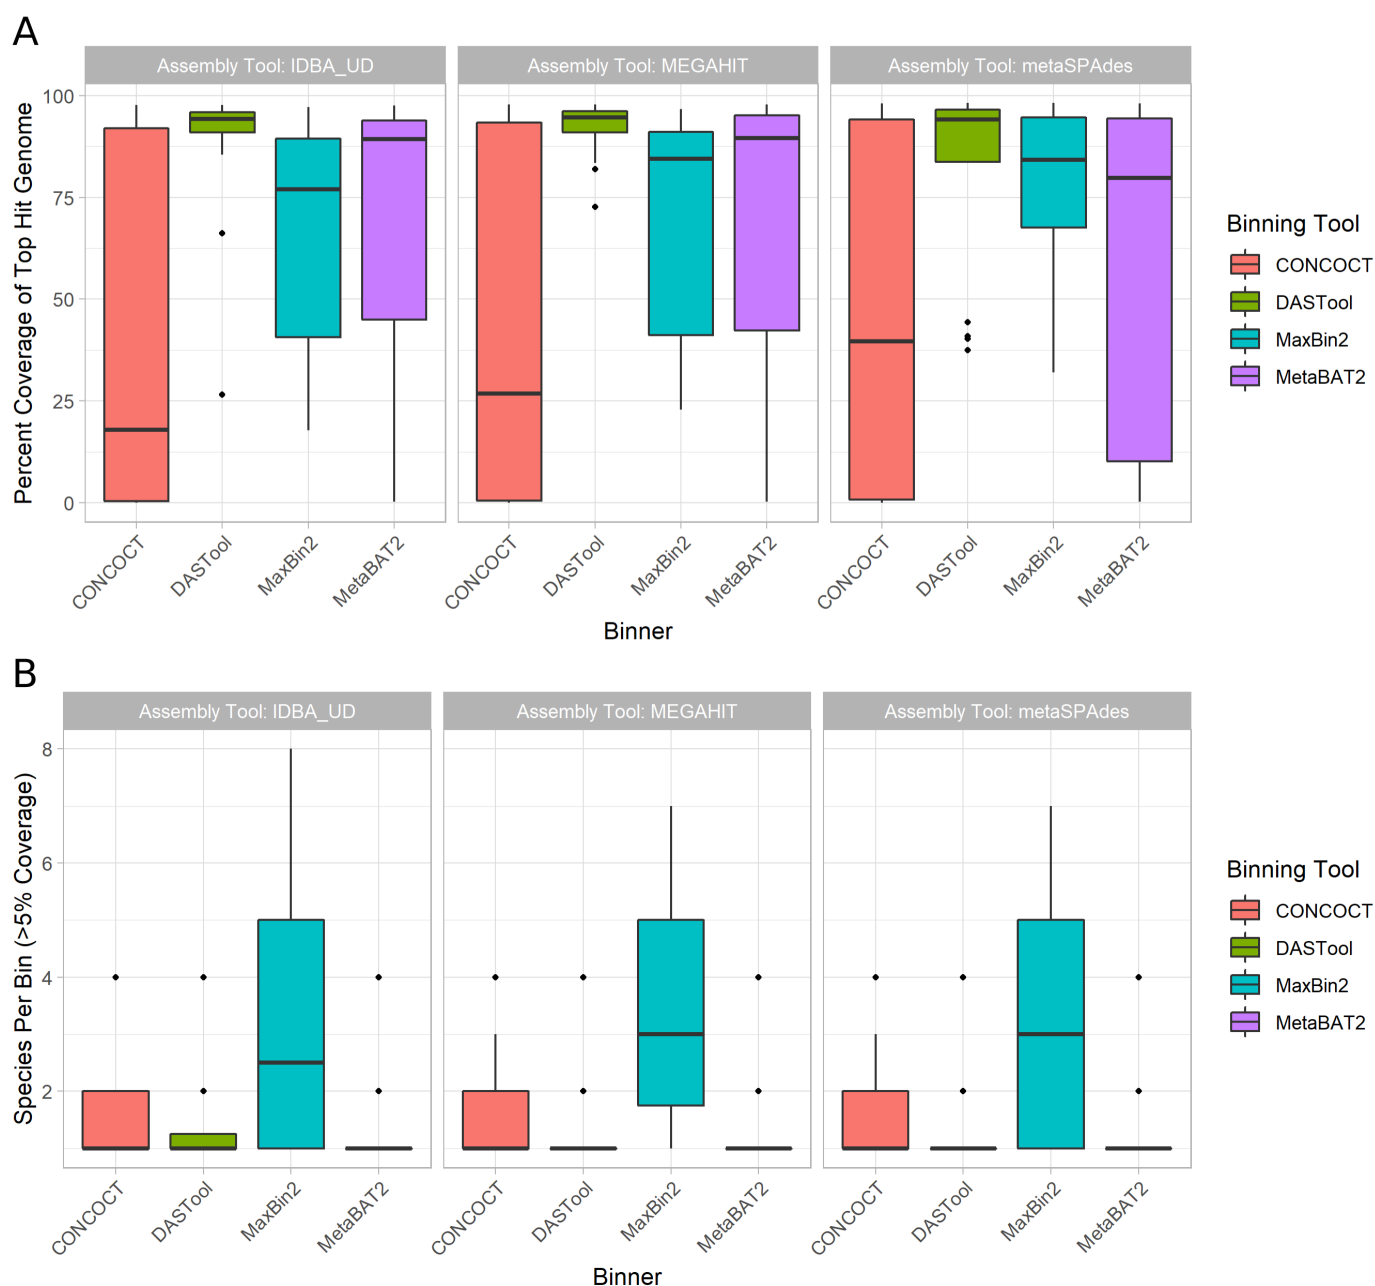 A
Assembly Tool: IDBA_UD
Assembly Tool: MEGAHIT
Assembly Tool: metaSPAdes
Percent Coverage of Top Hit Genome
100
75
50
25
0
CONCOCT
DASTool
MaxBin2
MetaBAT2
CONCOCT
DASTool
MaxBin2
MetaBAT2
CONCOCT
DASTool
MaxBin2
MetaBAT2
Binner
Binning Tool
CONCOCT
DASTool
MaxBin2
MetaBAT2
B
Assembly Tool: IDBA_UD
Assembly Tool: MEGAHIT
Assembly Tool: metaSPAdes
Species Per Bin (>5% Coverage)
8
6
4
2
CONCOCT
DASTool
MaxBin2
MetaBAT2
CONCOCT
DASTool
MaxBin2
MetaBAT2
CONCOCT
DASTool
MaxBin2
MetaBAT2
Binner
Binning Tool
CONCOCT
DASTool
MaxBin2
MetaBAT2